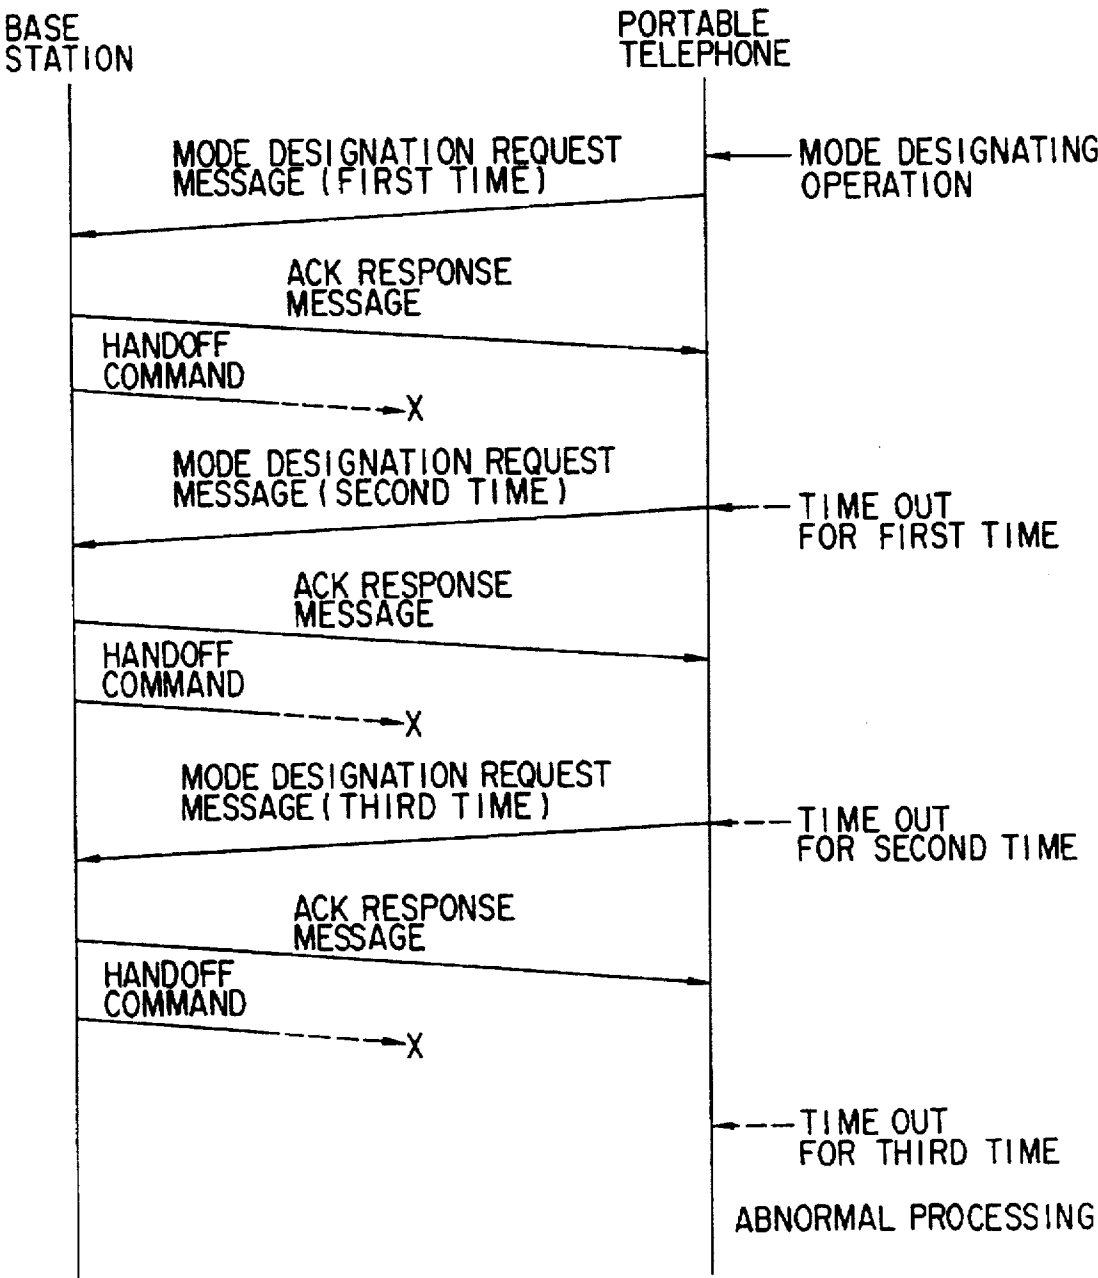 BASE
STATION
PORTABLE
TELEPHONE
MODE DESIGNATION REQUEST
MESSAGE (FIRST TIME)
MODE DESIGNATING
OPERATION
ACK RESPONSE
MESSAGE
HANDOFF
COMMAND
X
MODE DESIGNATION REQUEST
MESSAGE (SECOND TIME)
TIME OUT
FOR FIRST TIME
ACK RESPONSE
MESSAGE
HANDOFF
COMMAND
X
MODE DESIGNATION REQUEST
MESSAGE (THIRD TIME)
TIME OUT
FOR SECOND TIME
ACK RESPONSE
MESSAGE
HANDOFF
COMMAND
X
TIME OUT
FOR THIRD TIME
ABNORMAL PROCESSING